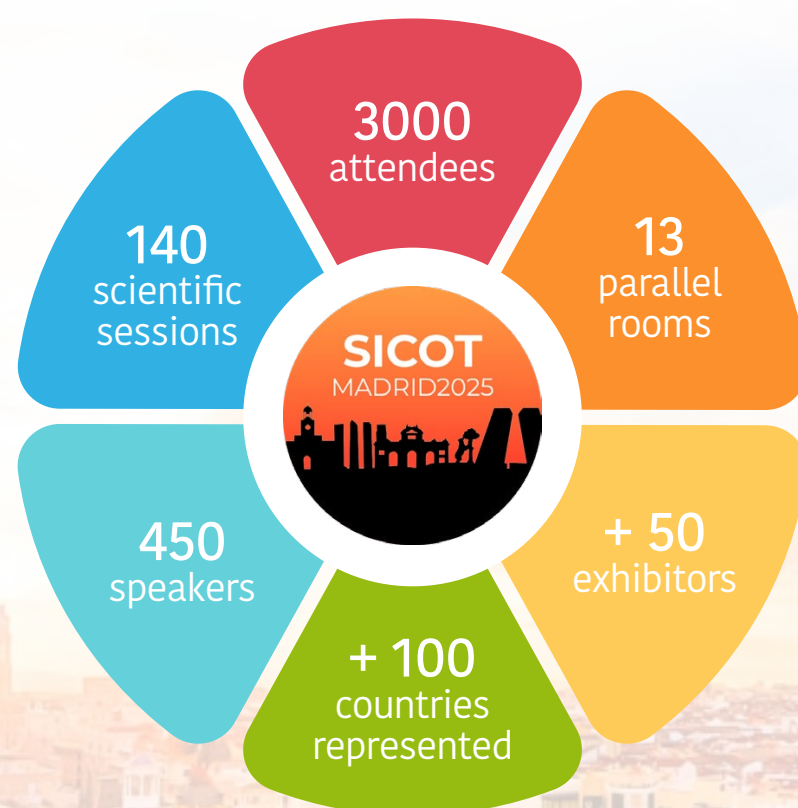 3000
attendees
140
scientific
sessions
13
parallel
rooms
SICOT
MADRID2025
450
speakers
+ 50
exhibitors
+ 100
countries
represented